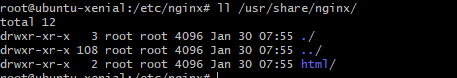 root@ubuntu-xenial:/etc/nginx# ll /usr/share/nginx/
total 12
drwxr-xr-x   3 root root 4096 Jan 30 07:55 ./
drwxr-xr-x 108 root root 4096 Jan 30 07:55 ../
drwxr-xr-x   2 root root 4096 Jan 30 07:55 html/
root@ubuntu-xenial:/etc/nginx#